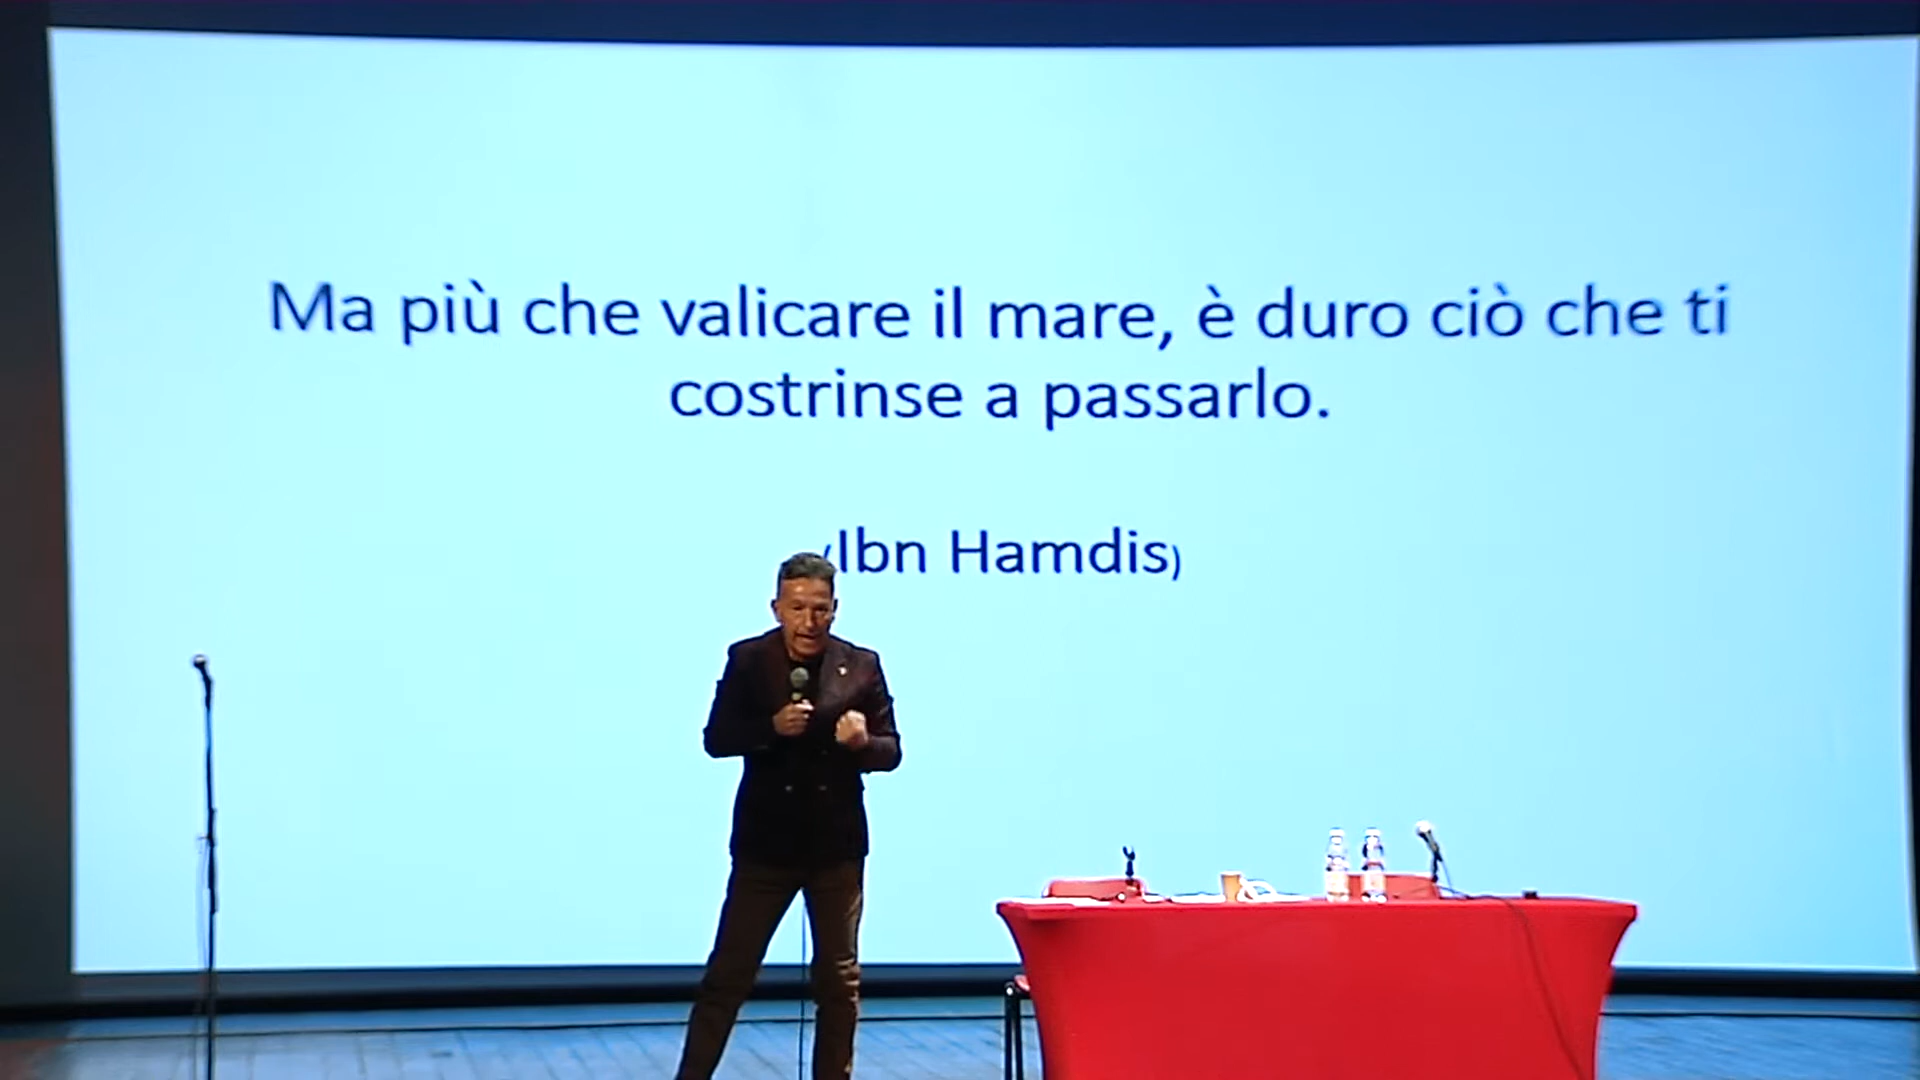 Ma più che valicare il mare, è duro ciò che ti
costrinse a passarlo.
(Ibn Hamdis)